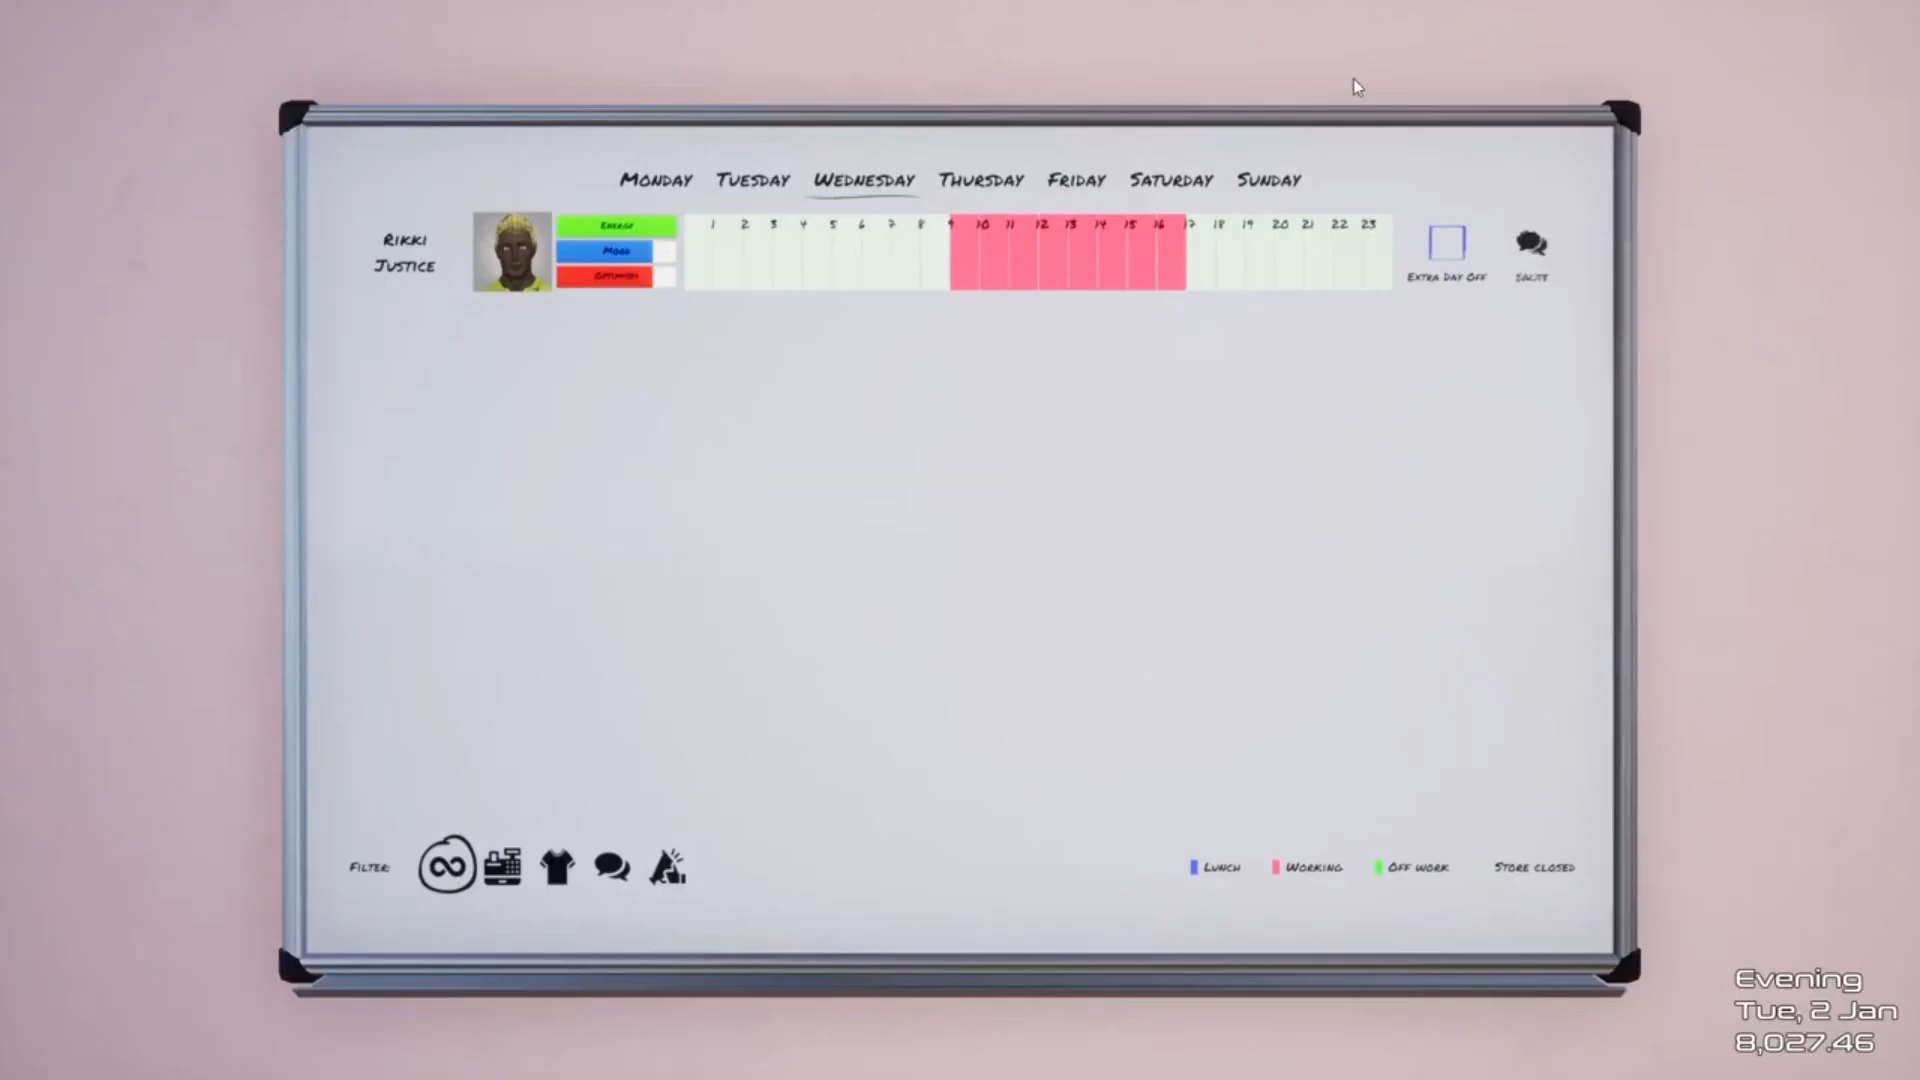 Monday Tuesday Wednesday Thursday Friday Saturday Sunday
Rikki
Justice
Energy
Mood
Optimism
1 2 3 4 5 6 7 8 9 10 11 12 13 14 15 16 17 18 19 20 21 22 23
Extra Day Off
Filter:
Lunch Working Off work Store closed
Evening
Tue, 2 Jan
8,027.46